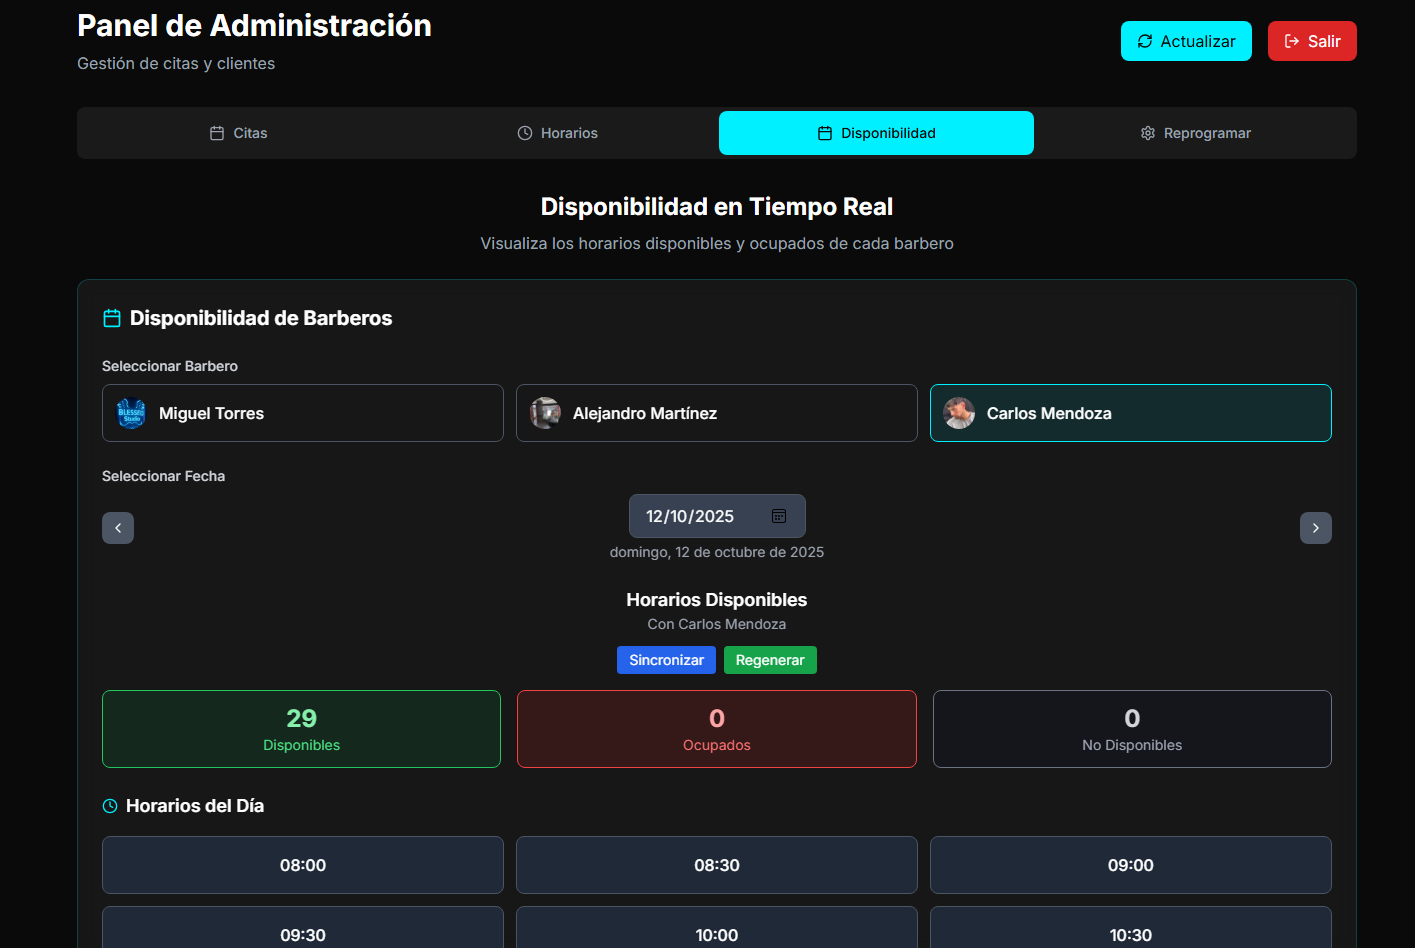 Panel de Administración
Gestión de citas y clientes
Actualizar
Salir
Citas
Horarios
Disponibilidad
Reprogramar
Disponibilidad en Tiempo Real
Visualiza los horarios disponibles y ocupados de cada barbero
Disponibilidad de Barberos
Seleccionar Barbero
BLESSED
Studio
Miguel Torres
Alejandro Martínez
Carlos Mendoza
Seleccionar Fecha
12/10/2025
domingo, 12 de octubre de 2025
Horarios Disponibles
Con Carlos Mendoza
Sincronizar
Regenerar
29
Disponibles
0
Ocupados
0
No Disponibles
Horarios del Día
08:00
08:30
09:00
09:30
10:00
10:30